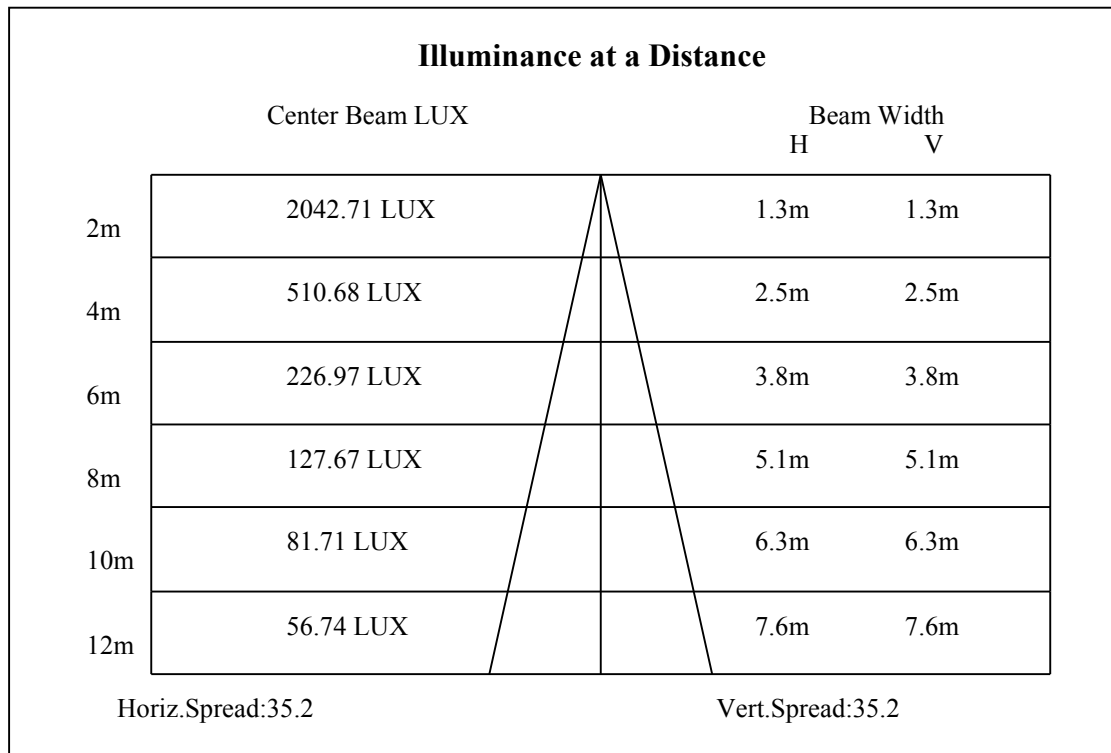 Illuminance at a Distance
Center Beam LUX Beam Width
H V
2m 2042.71 LUX 1.3m 1.3m
4m 510.68 LUX 2.5m 2.5m
6m 226.97 LUX 3.8m 3.8m
8m 127.67 LUX 5.1m 5.1m
10m 81.71 LUX 6.3m 6.3m
12m 56.74 LUX 7.6m 7.6m
Horiz.Spread:35.2 Vert.Spread:35.2